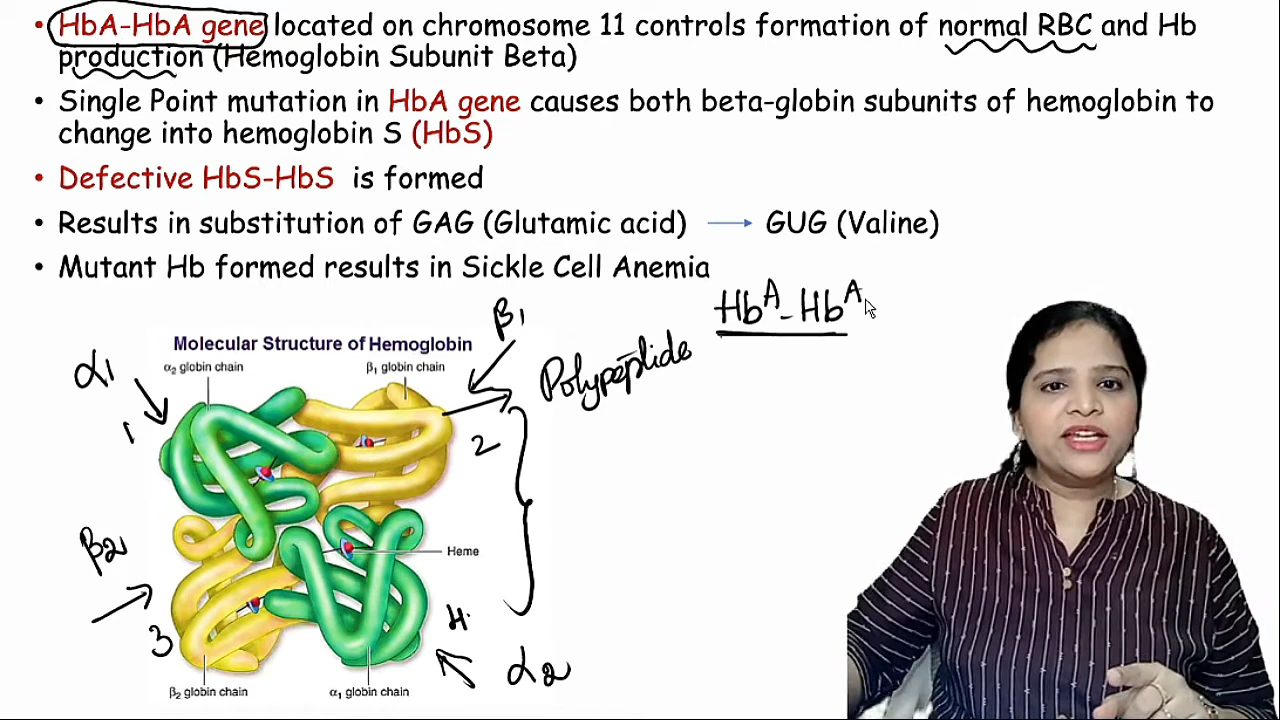 • HbA-HbA gene located on chromosome 11 controls formation of normal RBC and Hb
production (Hemoglobin Subunit Beta)
• Single Point mutation in HbA gene causes both beta-globin subunits of hemoglobin to
change into hemoglobin S (HbS)
• Defective HbS-HbS is formed
• Results in substitution of GAG (Glutamic acid) → GUG (Valine)
• Mutant Hb formed results in Sickle Cell Anemia
Hb^A - Hb^A
β1
Molecular Structure of Hemoglobin
Polypeptide
α1
α₂ globin chain
β₁ globin chain
1
2
β2
Heme
3
4.
α2
β₂ globin chain
α₁ globin chain